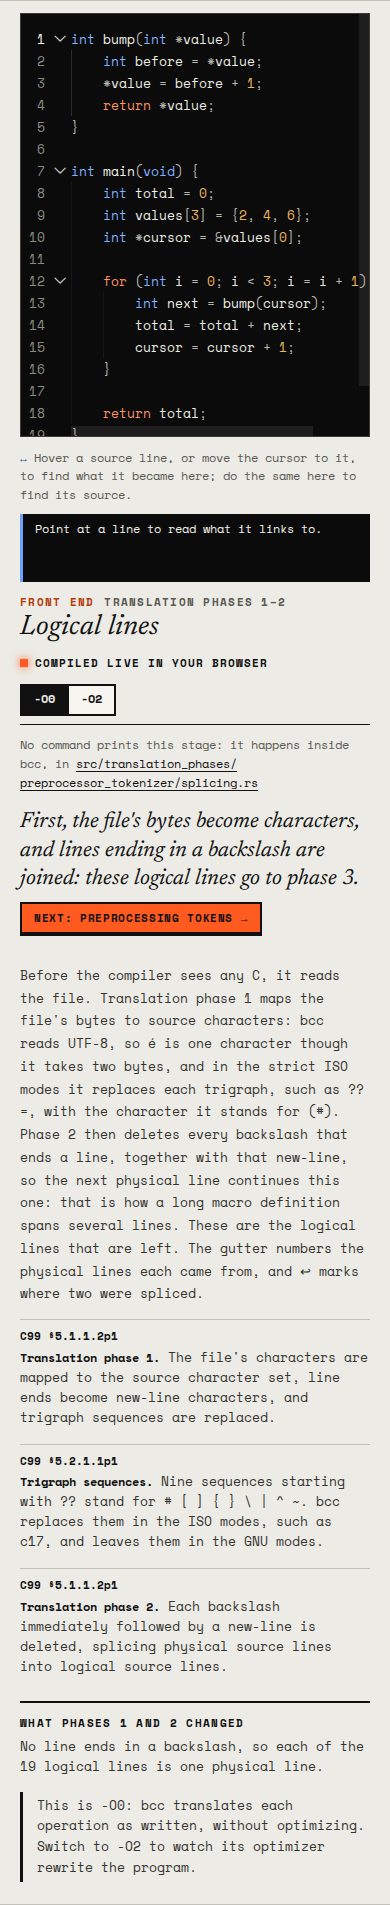 1 int bump(int *value) {
2 int before = *value;
3 *value = before + 1;
4 return *value;
5 }
6
7 int main(void) {
8 int total = 0;
9 int values[3] = {2, 4, 6};
10 int *cursor = &values[0];
11
12 for (int i = 0; i < 3; i = i + 1)
13 int next = bump(cursor);
14 total = total + next;
15 cursor = cursor + 1;
16 }
17
18 return total;
19 }
↔ Hover a source line, or move the cursor to it,
to find what it became here; do the same here to
find its source.
Point at a line to read what it links to.
FRONT END TRANSLATION PHASES 1–2
Logical lines
COMPILED LIVE IN YOUR BROWSER
-O0 -O2
No command prints this stage: it happens inside
bcc, in src/translation_phases/
preprocessor_tokenizer/splicing.rs
First, the file's bytes become characters,
and lines ending in a backslash are
joined: these logical lines go to phase 3.
NEXT: PREPROCESSING TOKENS →
Before the compiler sees any C, it reads
the file. Translation phase 1 maps the
file's bytes to source characters: bcc
reads UTF-8, so é is one character though
it takes two bytes, and in the strict ISO
modes it replaces each trigraph, such as ??
=, with the character it stands for (#).
Phase 2 then deletes every backslash that
ends a line, together with that new-line,
so the next physical line continues this
one: that is how a long macro definition
spans several lines. These are the logical
lines that are left. The gutter numbers the
physical lines each came from, and ↩ marks
where two were spliced.
C99 §5.1.1.2p1
Translation phase 1. The file's characters are
mapped to the source character set, line
ends become new-line characters, and
trigraph sequences are replaced.
C99 §5.2.1.1p1
Trigraph sequences. Nine sequences starting
with ?? stand for # [ ] { } \ | ^ ~. bcc
replaces them in the ISO modes, such as
c17, and leaves them in the GNU modes.
C99 §5.1.1.2p1
Translation phase 2. Each backslash
immediately followed by a new-line is
deleted, splicing physical source lines
into logical source lines.
WHAT PHASES 1 AND 2 CHANGED
No line ends in a backslash, so each of the
19 logical lines is one physical line.
This is -O0: bcc translates each
operation as written, without optimizing.
Switch to -O2 to watch its optimizer
rewrite the program.